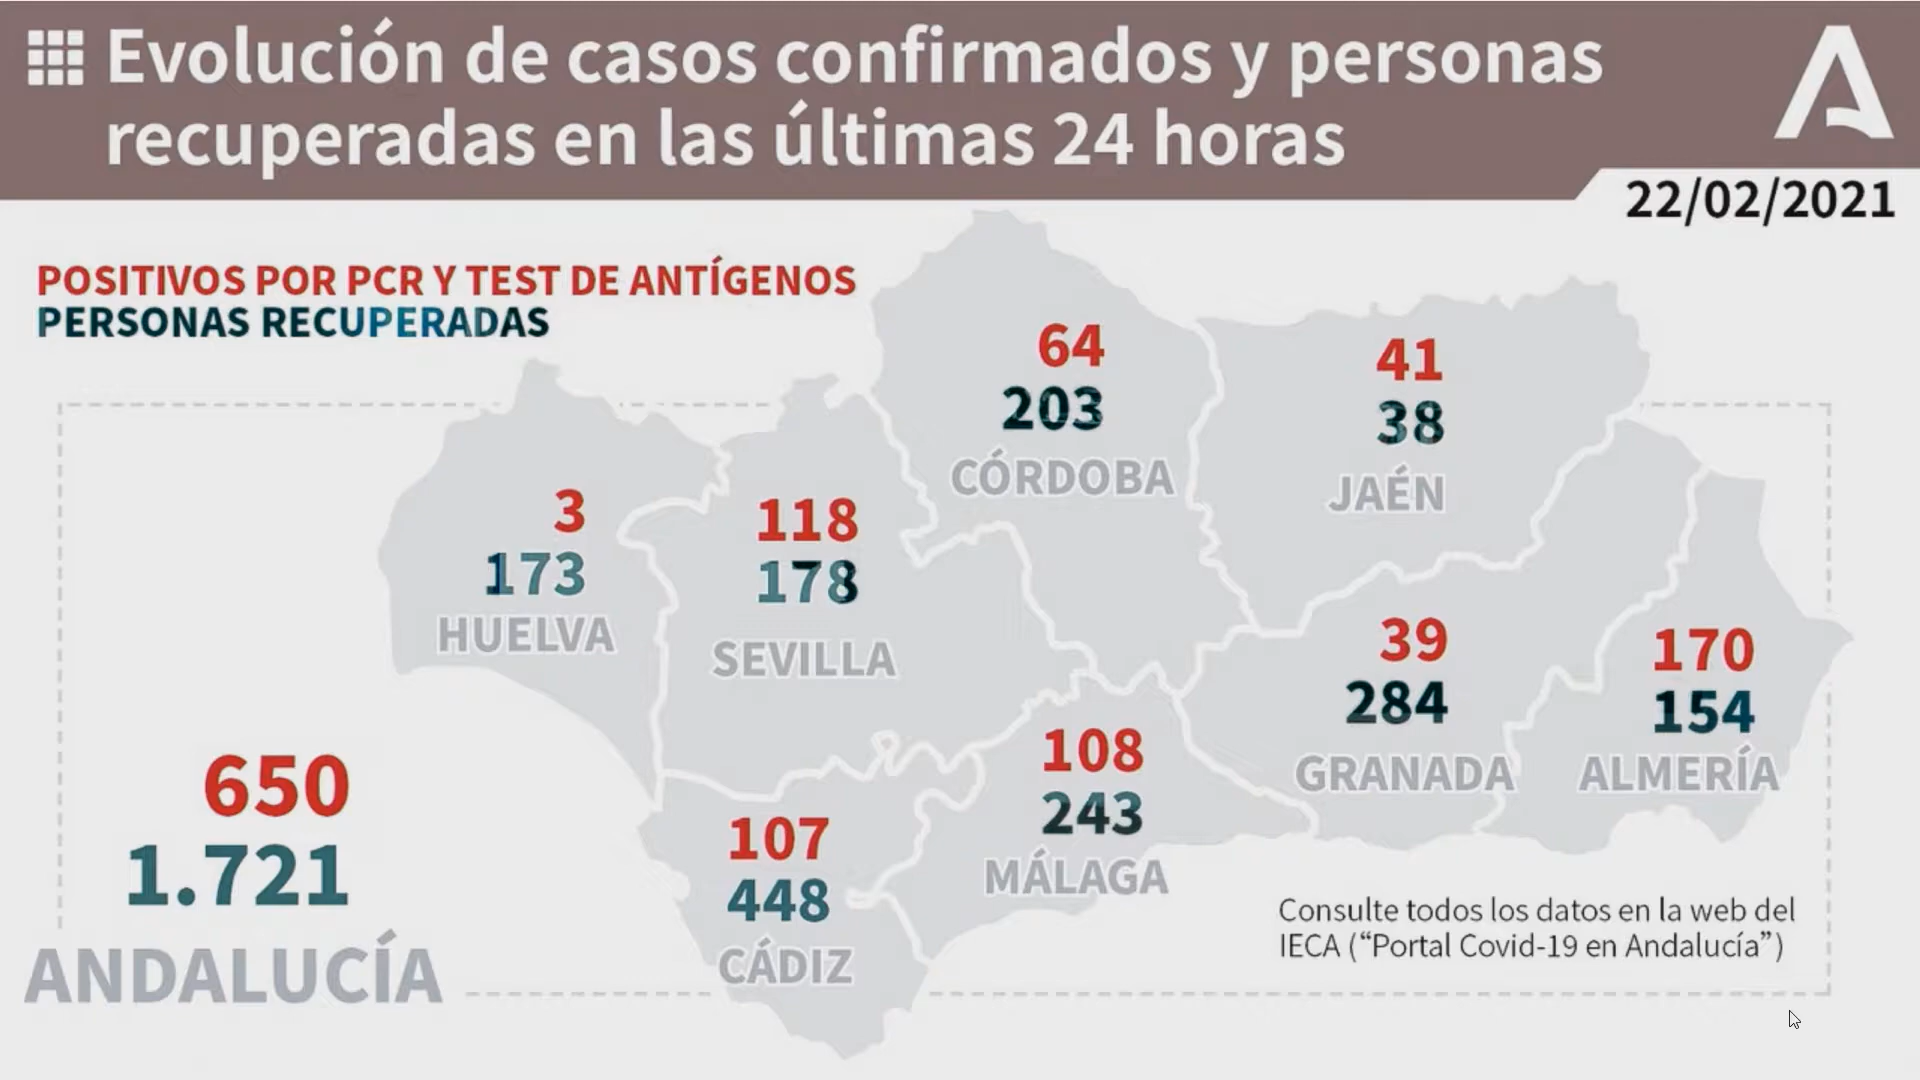 Evolución de casos confirmados y personas
recuperadas en las últimas 24 horas
22/02/2021
POSITIVOS POR PCR Y TEST DE ANTÍGENOS
PERSONAS RECUPERADAS
64
203
CÓRDOBA
41
38
JAÉN
3
173
HUELVA
118
178
SEVILLA
39
284
GRANADA
170
154
ALMERÍA
108
243
MÁLAGA
107
448
CÁDIZ
650
1.721
ANDALUCÍA
Consulte todos los datos en la web del
IECA (“Portal Covid-19 en Andalucía”)